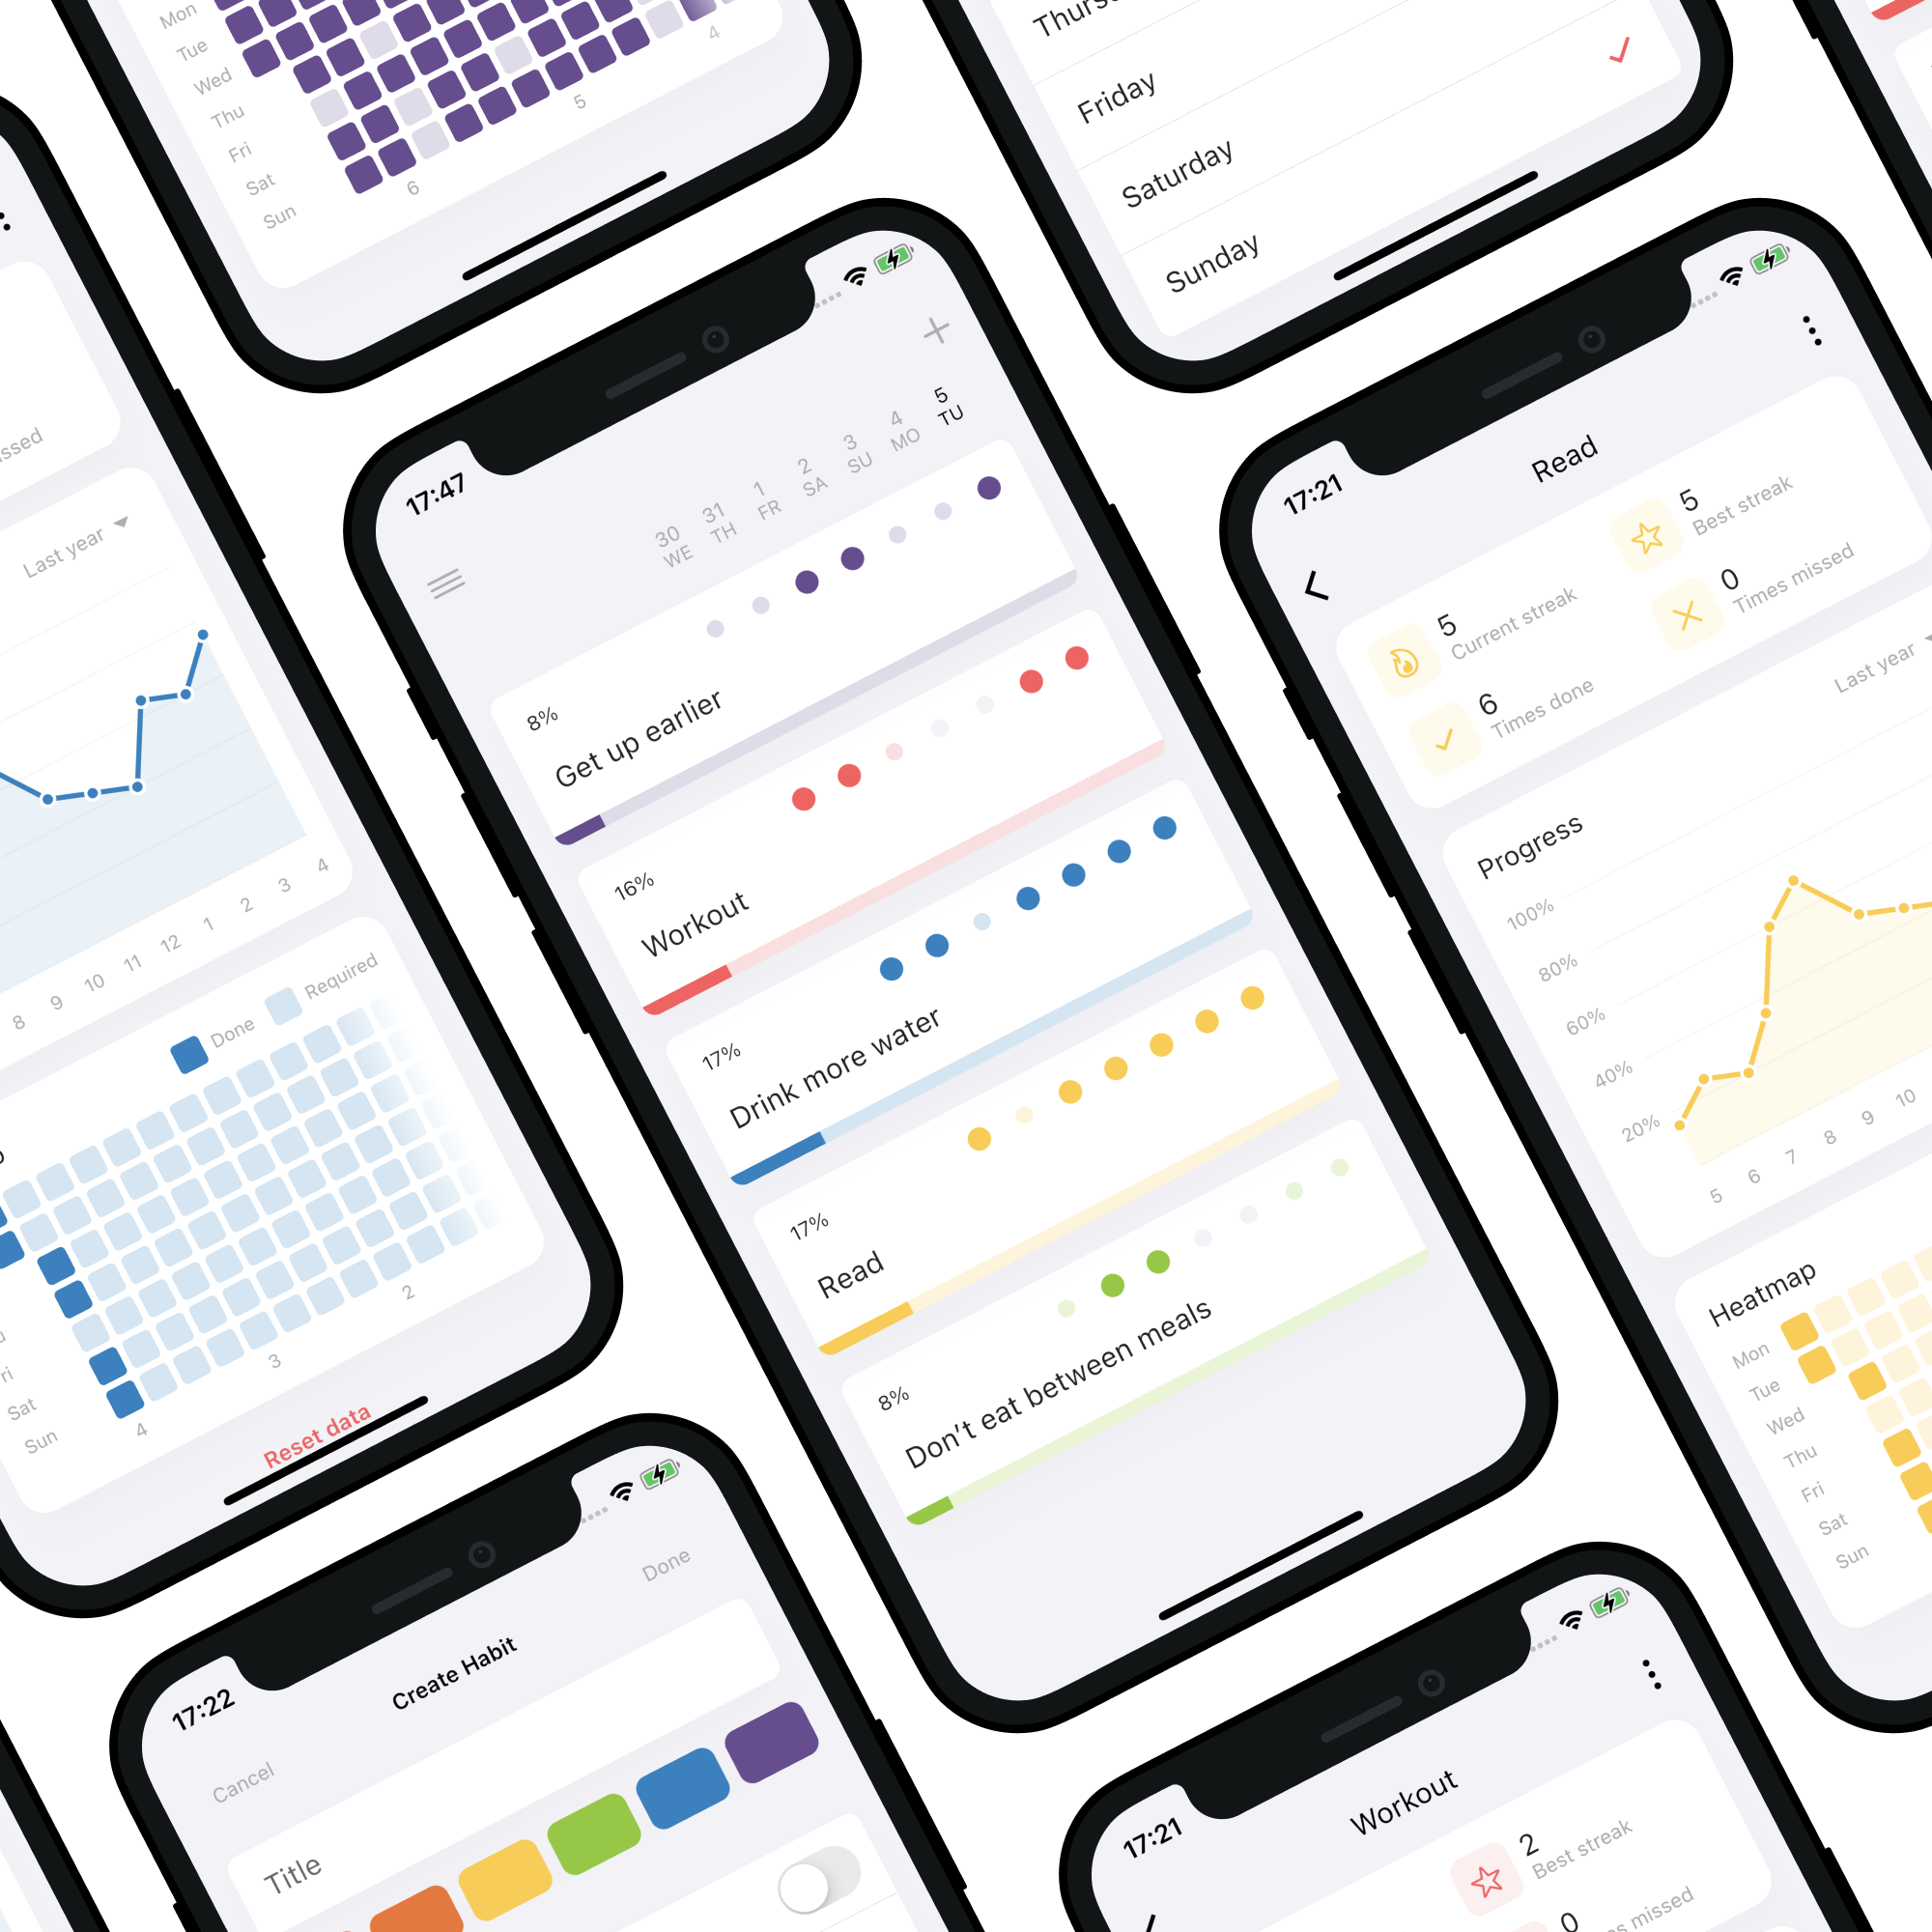 Mon
Tue
Wed
Thu
Fri
Sat
Sun
4
5
6
Friday
Saturday
Sunday
Last year
8 9 10 11 12 1 2 3 4
Done
Required
Sat
Sun
4 3 2
Reset data
17:47
30 31 1 2 3 4 5
WE TH FR SA SU MO TU
8%
Get up earlier
16%
Workout
17%
Drink more water
17%
Read
8%
Don't eat between meals
17:21
Read
5
Current streak
5
Best streak
6
Times done
0
Times missed
Progress
Last year
100%
80%
60%
40%
20%
5 6 7 8 9 10
Heatmap
Mon
Tue
Wed
Thu
Fri
Sat
Sun
17:22
Cancel
Create Habit
Done
Title
17:21
Workout
2
Best streak
0
missed